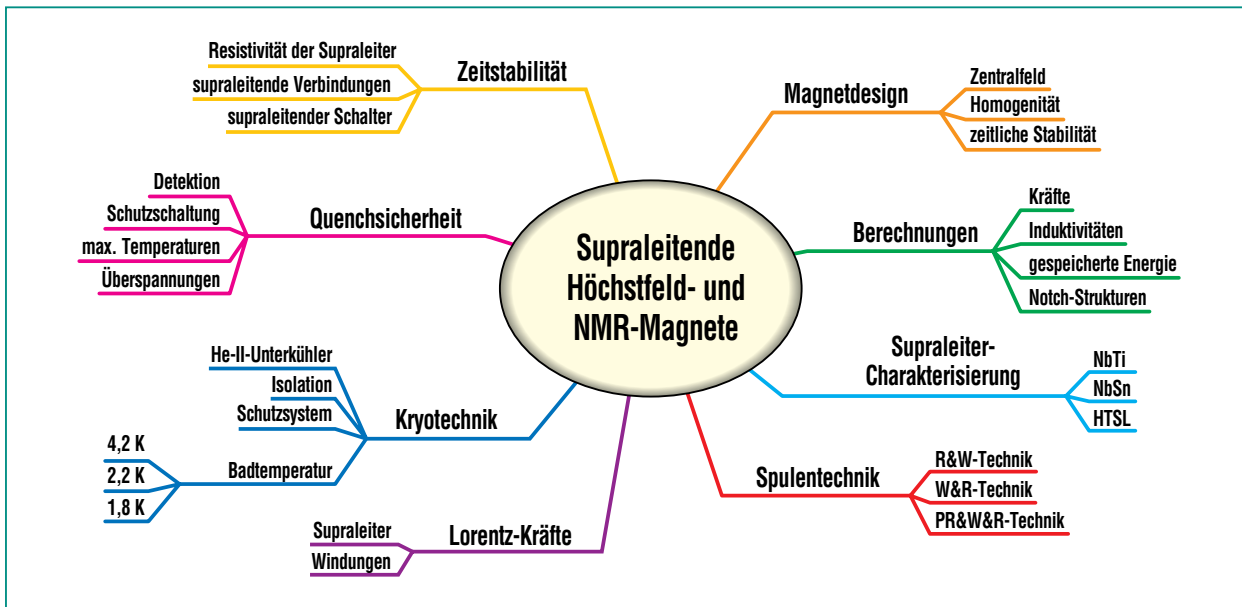 Supraleitende
Höchstfeld- und
NMR-Magnete
Zeitstabilität
Resistivität der Supraleiter
supraleitende Verbindungen
supraleitender Schalter
Quenchsicherheit
Detektion
Schutzschaltung
max. Temperaturen
Überspannungen
Kryotechnik
He-II-Unterkühler
Isolation
Schutzsystem
Badtemperatur
4,2 K
2,2 K
1,8 K
Lorentz-Kräfte
Supraleiter
Windungen
Magnetdesign
Zentralfeld
Homogenität
zeitliche Stabilität
Berechnungen
Kräfte
Induktivitäten
gespeicherte Energie
Notch-Strukturen
Supraleiter-
Charakterisierung
NbTi
NbSn
HTSL
Spulentechnik
R&W-Technik
W&R-Technik
PR&W&R-Technik